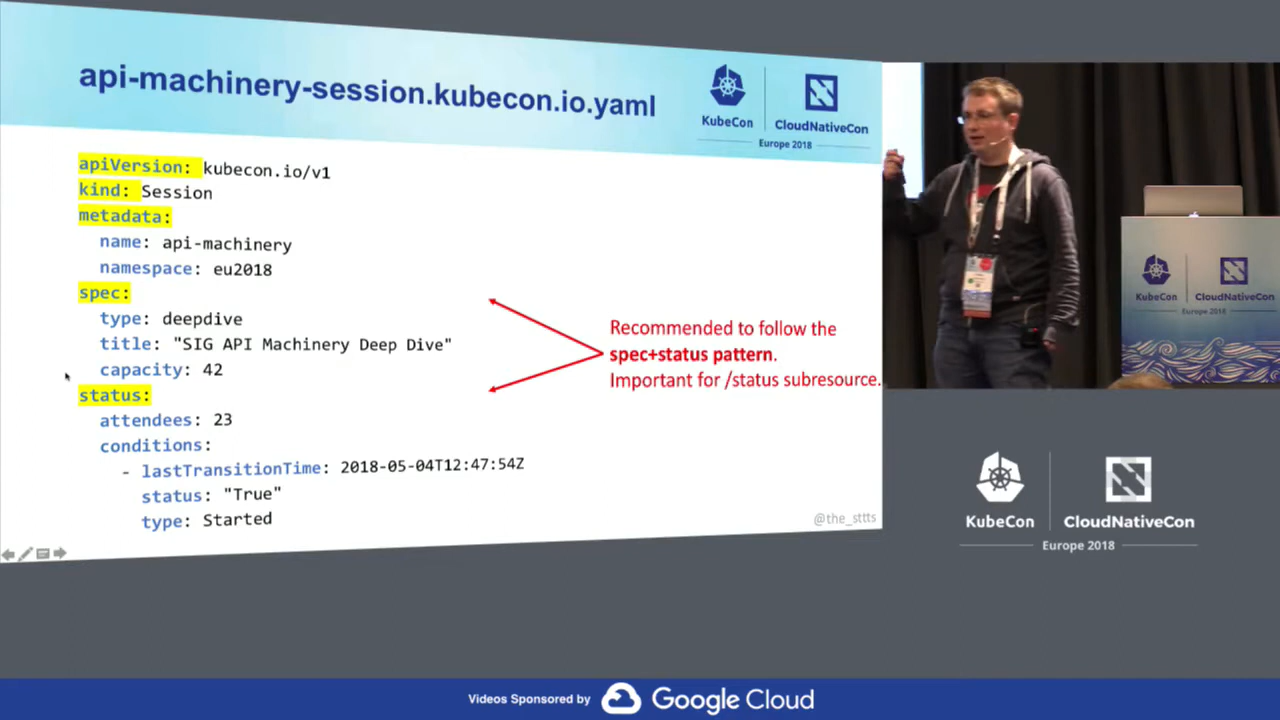 api-machinery-session.kubecon.io.yaml
KubeCon
CloudNativeCon
Europe 2018
apiVersion: kubecon.io/v1
kind: Session
metadata:
name: api-machinery
namespace: eu2018
spec:
type: deepdive
title: "SIG API Machinery Deep Dive"
capacity: 42
status:
attendees: 23
conditions:
- lastTransitionTime: 2018-05-04T12:47:54Z
status: "True"
type: Started
Recommended to follow the
spec+status pattern.
Important for /status subresource.
@the_sttts
KubeCon
CloudNativeCon
Europe 2018
KubeCon
CloudNativeCon
Europe 2018
Videos Sponsored by
Google Cloud